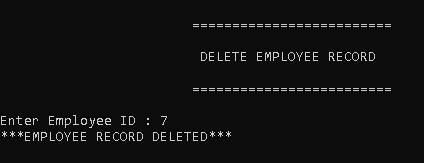 =========================
DELETE EMPLOYEE RECORD
=========================
Enter Employee ID : 7
***EMPLOYEE RECORD DELETED***